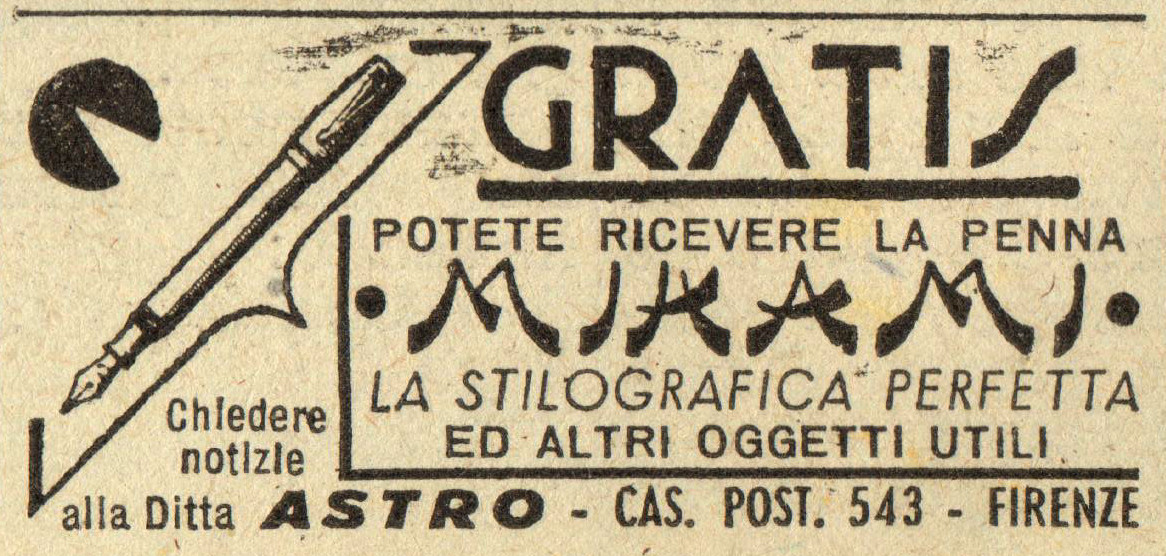 GRATIS
POTETE RICEVERE LA PENNA
• MIKAMI •
LA STILOGRAFICA PERFETTA
ED ALTRI OGGETTI UTILI
Chiedere
notizie
alla Ditta ASTRO - CAS. POST. 543 - FIRENZE